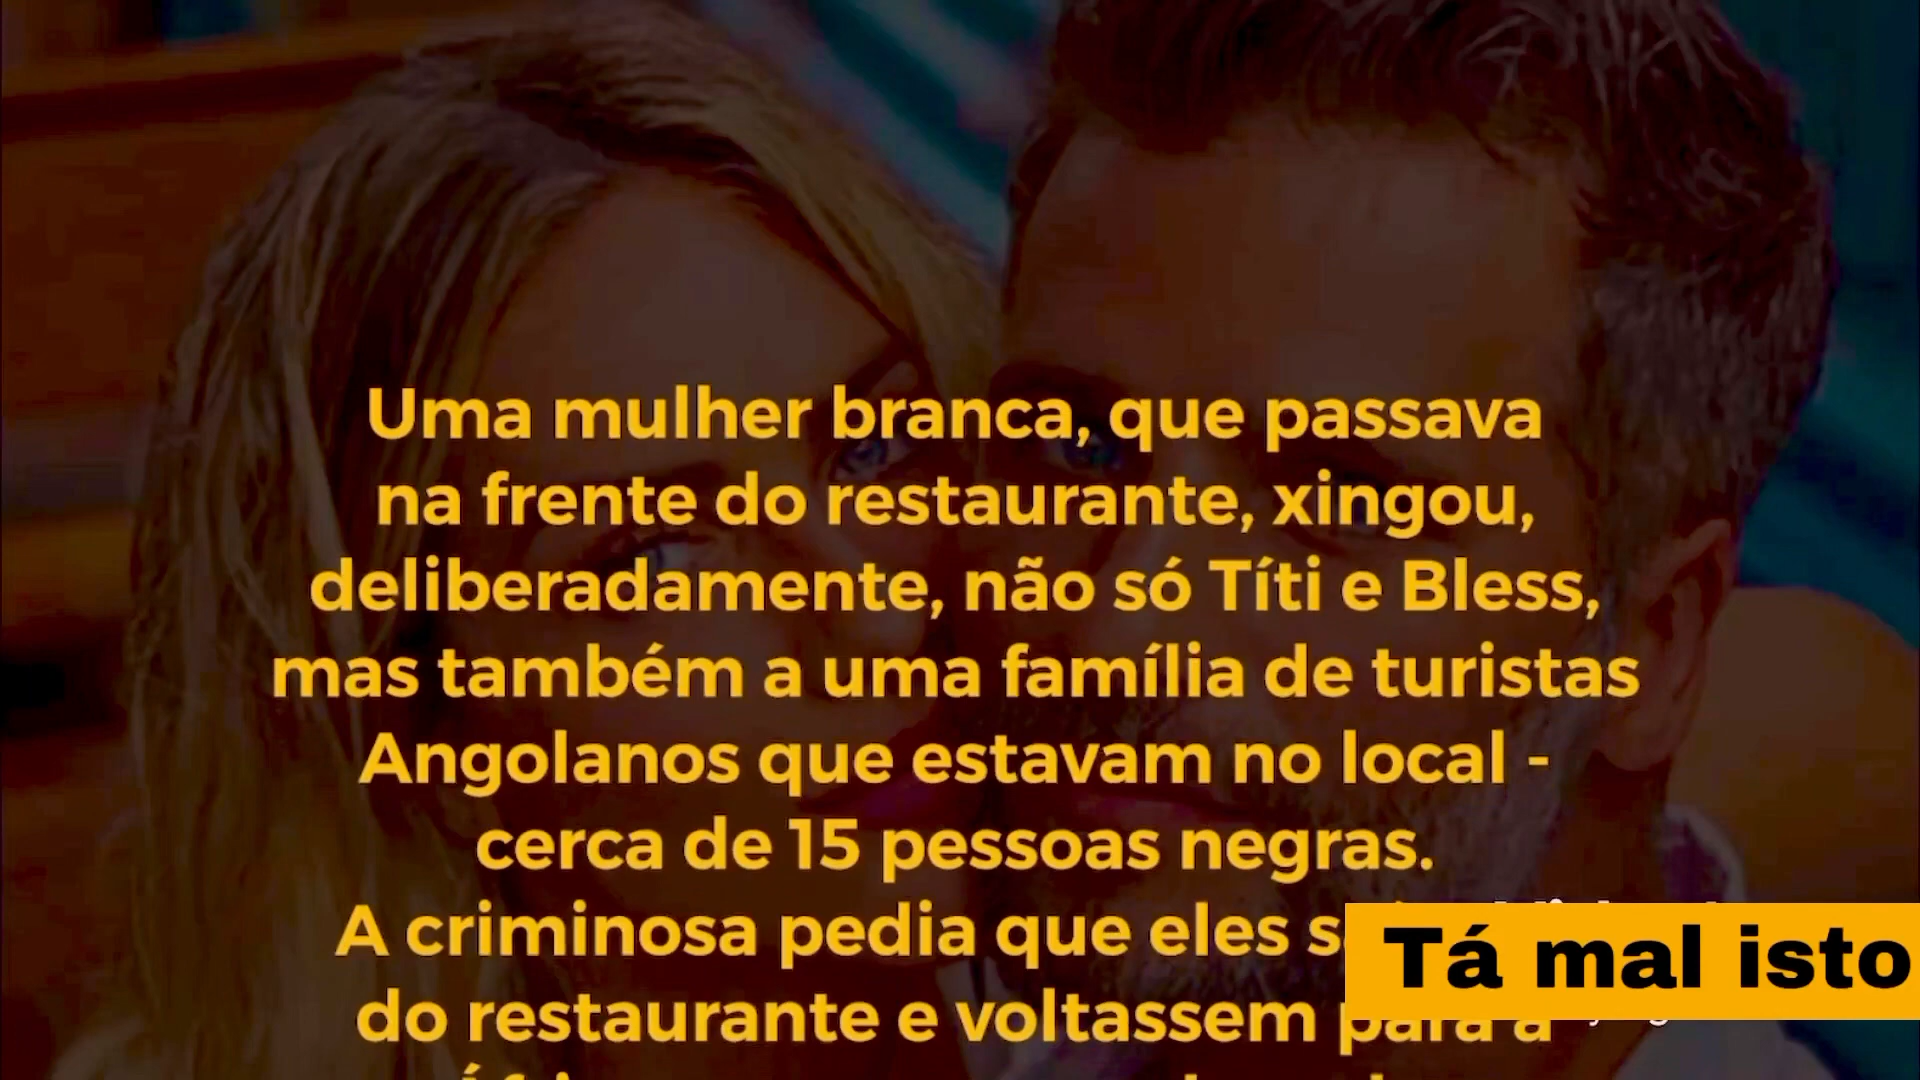 Uma mulher branca, que passava
na frente do restaurante, xingou,
deliberadamente, não só Títi e Bless,
mas também a uma família de turistas
Angolanos que estavam no local -
cerca de 15 pessoas negras.
A criminosa pedia que eles
do restaurante e voltassem para a
Tá mal isto